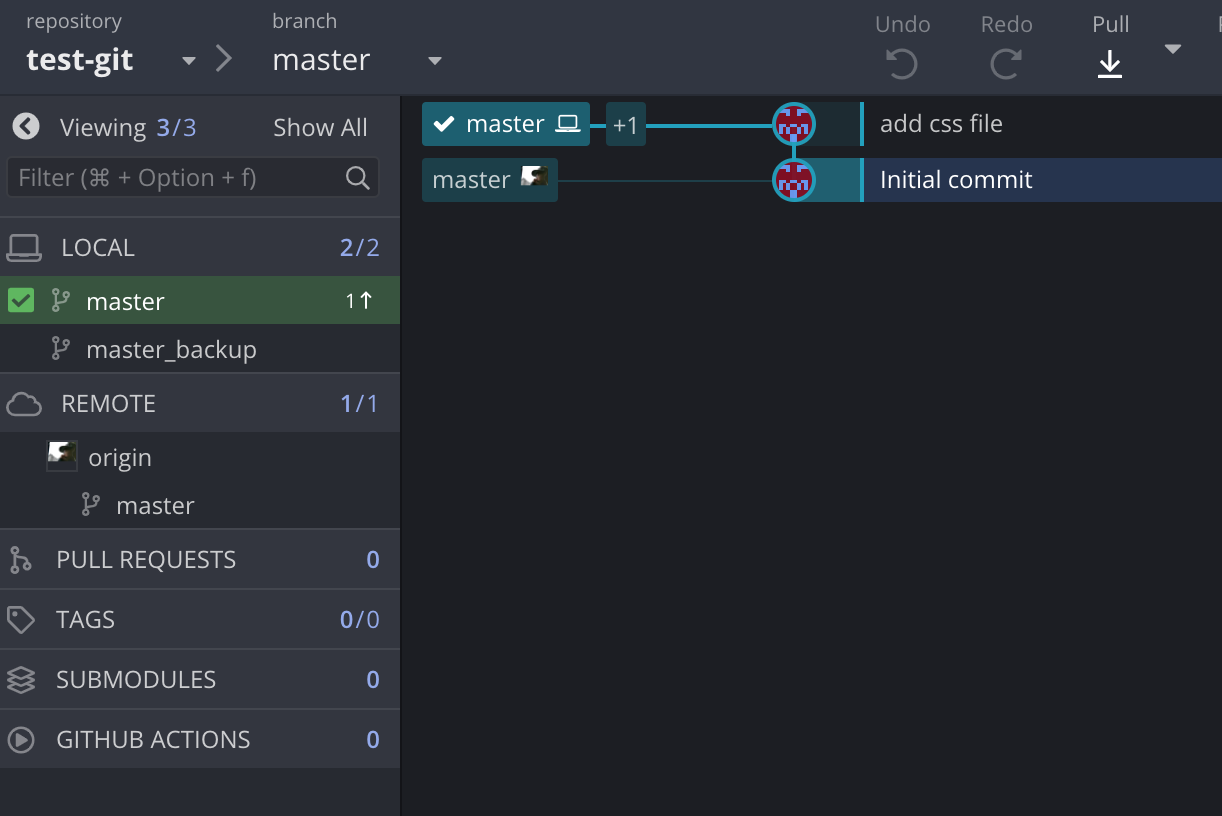 repository
test-git
branch
master
Undo
Redo
Pull
Viewing 3/3
Show All
Filter (⌘ + Option + f)
LOCAL 2/2
master 1↑
master_backup
REMOTE 1/1
origin
master
PULL REQUESTS 0
TAGS 0/0
SUBMODULES 0
GITHUB ACTIONS 0
master +1 add css file
master Initial commit